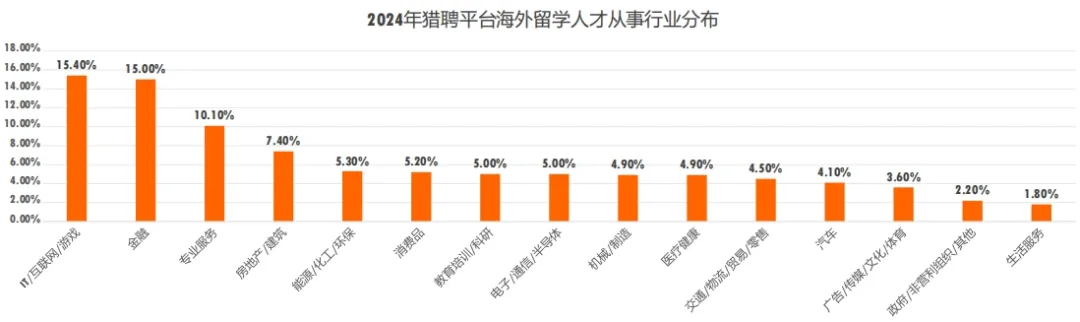 2024年猎聘平台海外留学人才从事行业分布
18.00%
16.00%
14.00%
12.00%
10.00%
8.00%
6.00%
4.00%
2.00%
0.00%
15.40%
15.00%
10.10%
7.40%
5.30%
5.20%
5.00%
5.00%
4.90%
4.90%
4.50%
4.10%
3.60%
2.20%
1.80%
IT/互联网/游戏
金融
专业服务
房地产/建筑
能源/化工/环保
消费品
教育培训/科研
电子/通信/半导体
机械/制造
医疗健康
交通/物流/贸易/零售
汽车
广告/传媒/文化/体育
政府/非营利组织/其他
生活服务